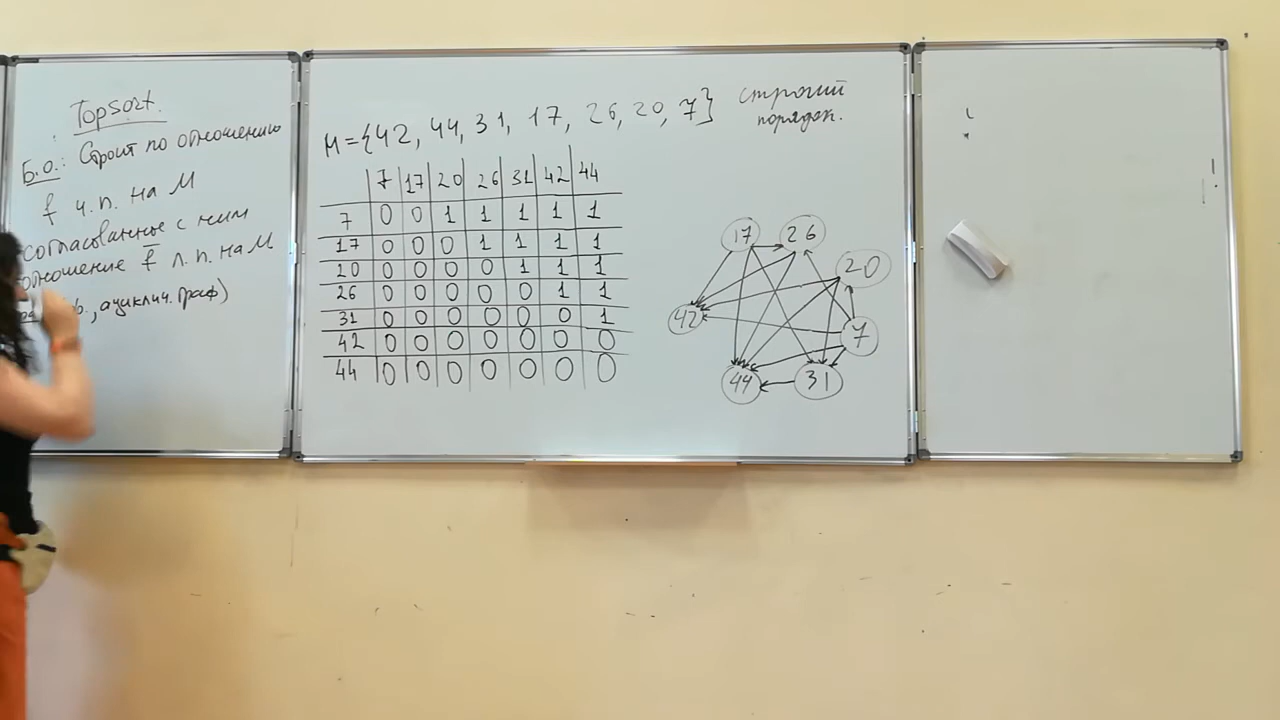 Topsort.
Б.О.: Строит по отношению
f ч.п. на M
согласованные с ним
отношение f̅ л.п. на M
, ациклич. граф)
M={42, 44, 31, 17, 26, 20, 7}
строгий
порядок.
7 17 20 26 31 42 44
7 0 0 1 1 1 1 1
17 0 0 0 1 1 1 1
20 0 0 0 0 1 1 1
26 0 0 0 0 0 1 1
31 0 0 0 0 0 0 1
42 0 0 0 0 0 0 0
44 0 0 0 0 0 0 0
17 26
20
42
7
44 31